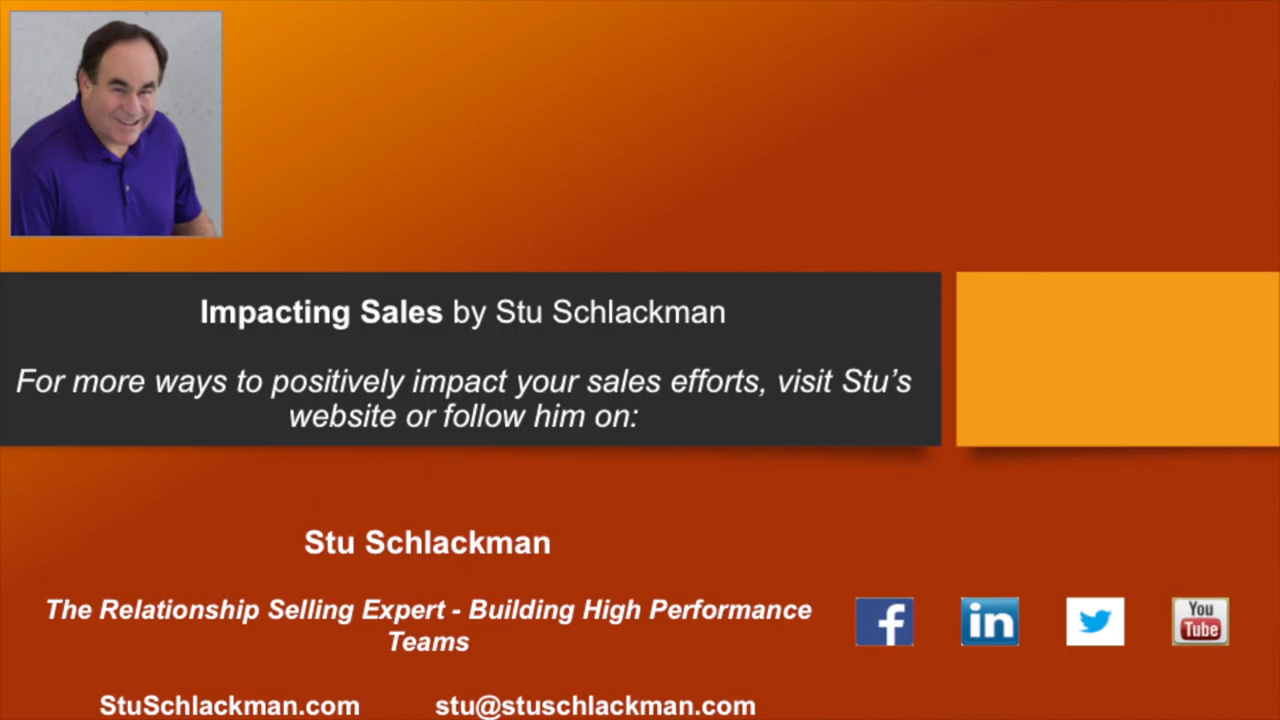 Impacting Sales by Stu Schlackman
For more ways to positively impact your sales efforts, visit Stu’s
website or follow him on:
Stu Schlackman
The Relationship Selling Expert - Building High Performance
Teams
f
in
You
Tube
StuSchlackman.com stu@stuschlackman.com